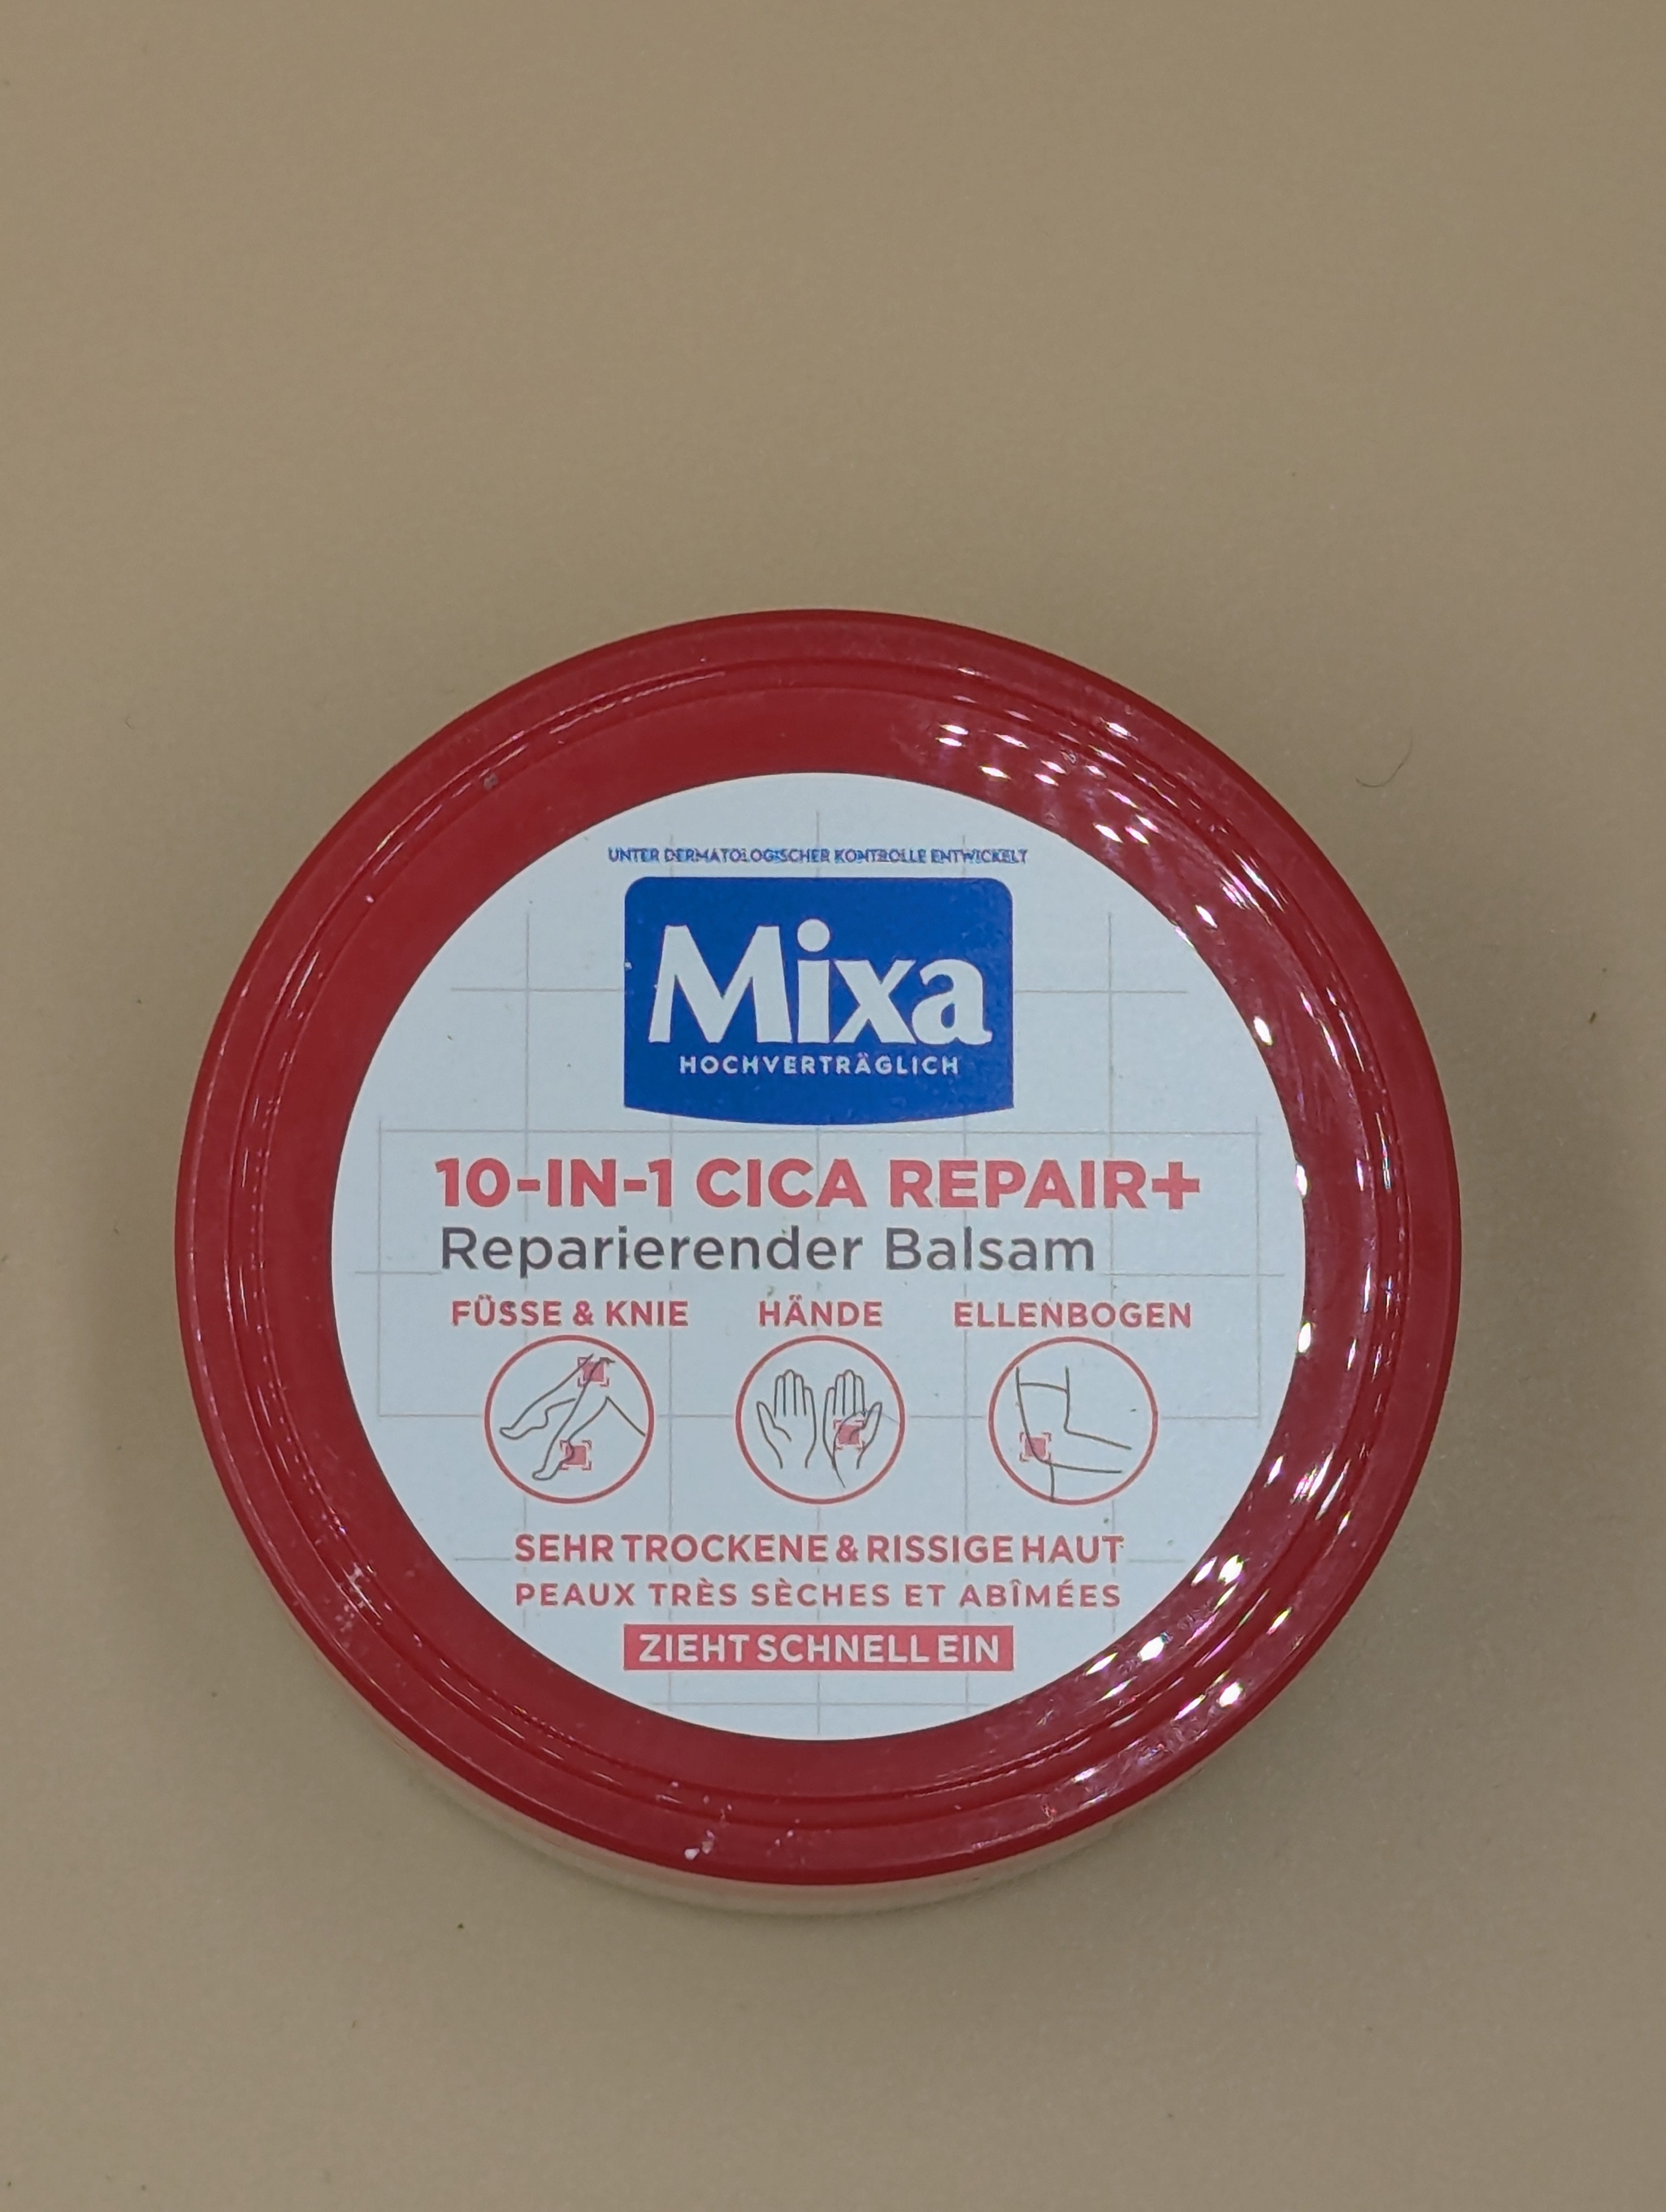 UNTER DERMATOLOGISCHER KONTROLLE ENTWICKELT
Mixa
HOCHVERTRÄGLICH
10-IN-1 CICA REPAIR+
Reparierender Balsam
FÜSSE & KNIE HÄNDE ELLENBOGEN
SEHR TROCKENE & RISSIGE HAUT
PEAUX TRÈS SÈCHES ET ABÎMÉES
ZIEHT SCHNELL EIN